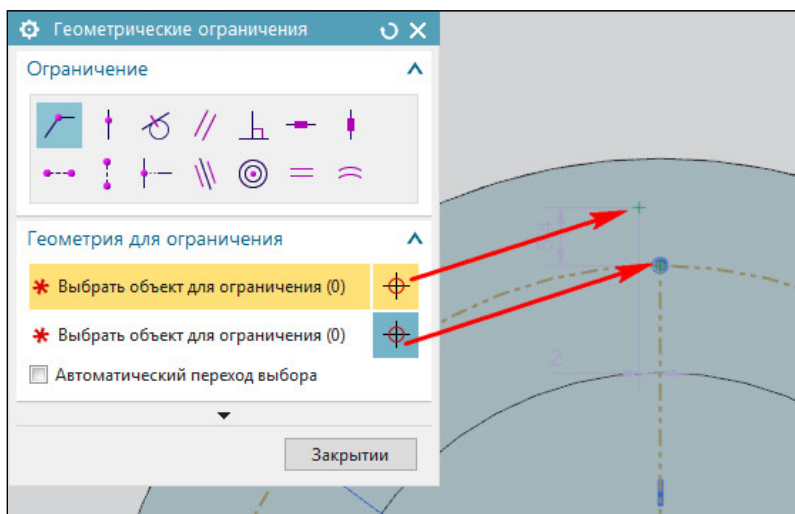 Геометрические ограничения
Ограничение
Геометрия для ограничения
Выбрать объект для ограничения (0)
Выбрать объект для ограничения (0)
Автоматический переход выбора
2
Закрытии